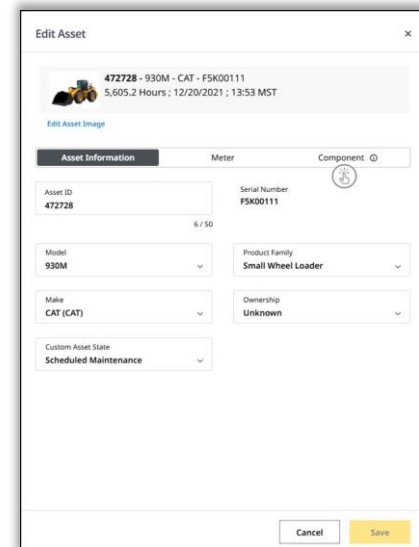 Edit Asset ×
472728 - 930M - CAT - F5K00111
5,605.2 Hours ; 12/20/2021 ; 13:53 MST
Edit Asset Image
Asset Information Meter Component
Asset ID Serial Number
472728 F5K00111
6 / 50
Model Product Family
930M Small Wheel Loader
Make Ownership
CAT (CAT) Unknown
Custom Asset State
Scheduled Maintenance
Cancel Save